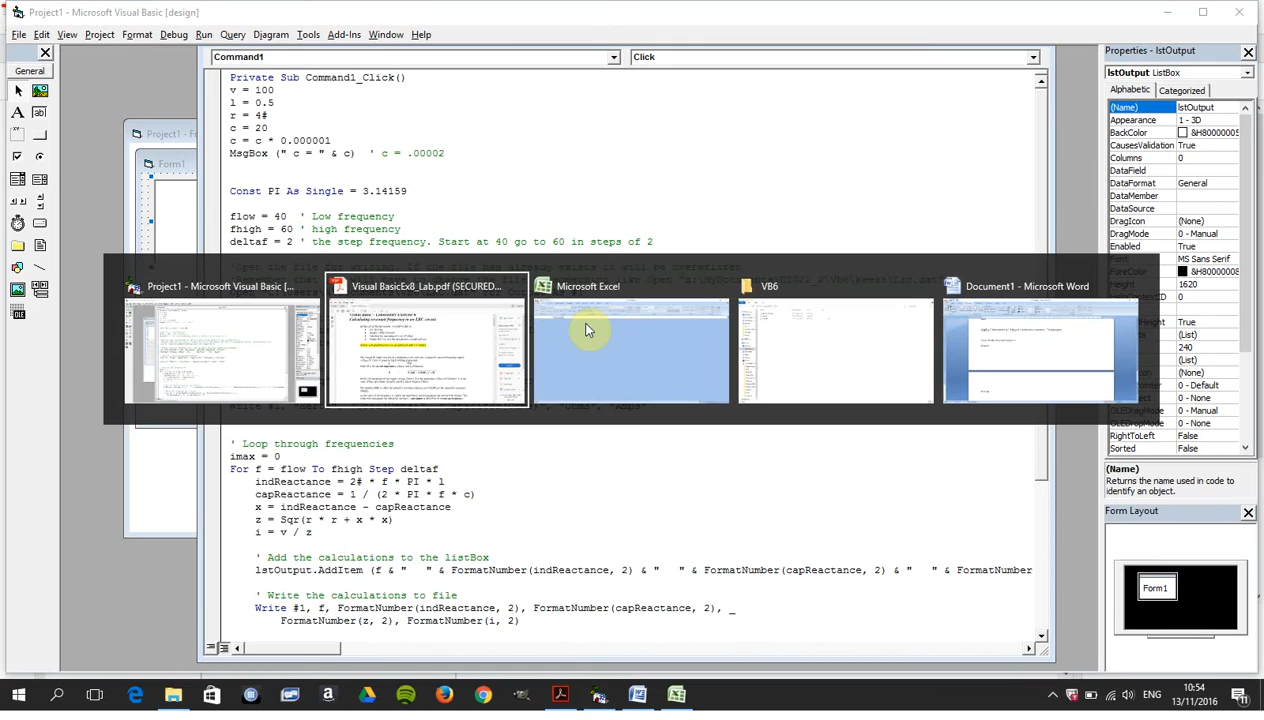 Project1 - Microsoft Visual Basic [design]
File Edit View Project Format Debug Run Query Diagram Tools Add-Ins Window Help
General
Project1 - Fo
Form1
Command1
Click
Private Sub Command1_Click()
v = 100
l = 0.5
r = 4#
c = 20
c = c * 0.000001
MsgBox (" c = " & c) ' c = .00002
Const PI As Single = 3.14159
flow = 40 ' Low frequency
fhigh = 60 ' high frequency
deltaf = 2 ' the step frequency. Start at 40 go to 60 in steps of 2
Project1 - Microsoft Visual Basic [...
Visual BasicEx8_Lab.pdf (SECURED...
Microsoft Excel
VB6
Document1 - Microsoft Word
' Loop through frequencies
imax = 0
For f = flow To fhigh Step deltaf
indReactance = 2# * f * PI * l
capReactance = 1 / (2 * PI * f * c)
x = indReactance - capReactance
z = Sqr(r * r + x * x)
i = v / z
' Add the calculations to the listBox
lstOutput.AddItem (f & " " & FormatNumber(indReactance, 2) & " " & FormatNumber(capReactance, 2) & " " & FormatNumber
' Write the calculations to file
Write #1, f, FormatNumber(indReactance, 2), FormatNumber(capReactance, 2), _
FormatNumber(z, 2), FormatNumber(i, 2)
Properties - lstOutput
lstOutput ListBox
Alphabetic Categorized
(Name) lstOutput
Appearance 1 - 3D
BackColor &H8000005
CausesValidation True
Columns 0
DataField
DataFormat General
DataMember
DataSource
DragIcon (None)
DragMode 0 - Manual
Enabled True
Font MS Sans Serif
ForeColor &H8000000
Height 1620
True
(List)
240
(List)
0 - Default
OLEDragMode 0 - Manual
OLEDropMode 0 - None
RightToLeft False
Sorted False
(Name)
Returns the name used in code to
identify an object.
Form Layout
Form1
ENG
10:54
13/11/2016